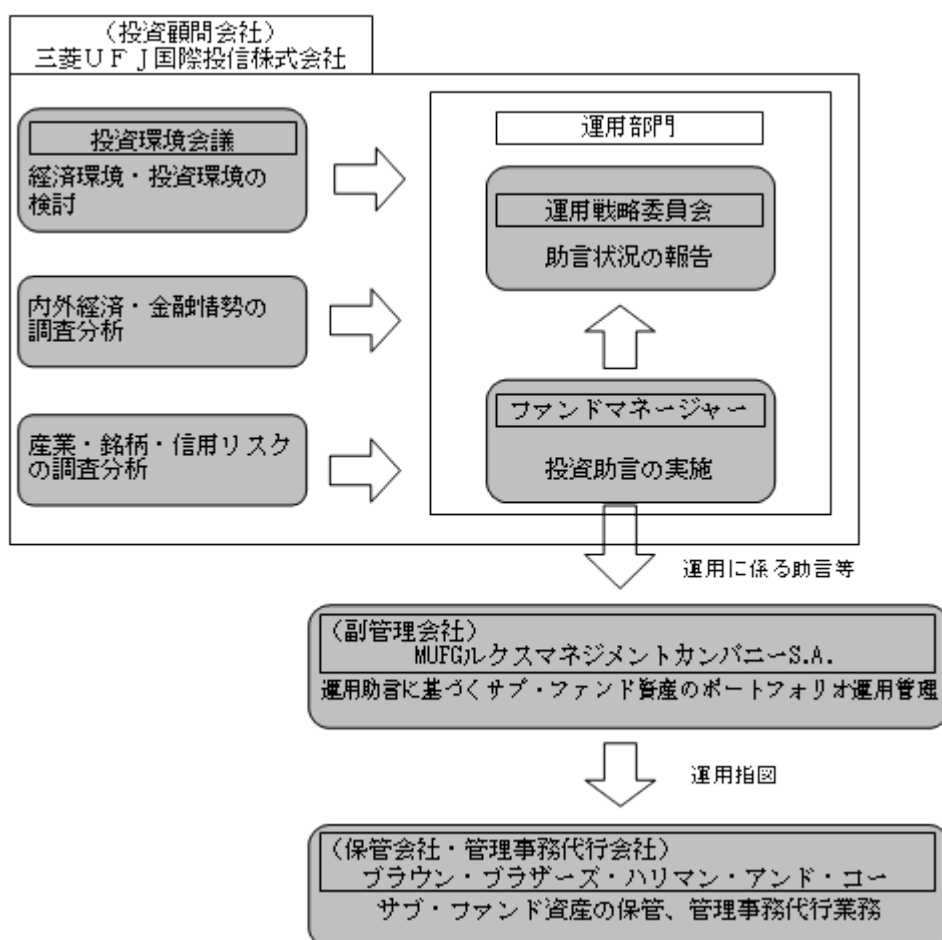 （投資顧問会社）
三菱ＵＦＪ国際投信株式会社
投資環境会議
経済環境・投資環境の
検討
内外経済・金融情勢の
調査分析
産業・銘柄・信用リスク
の調査分析
運用部門
運用戦略委員会
助言状況の報告
ファンドマネージャー
投資助言の実施
運用に係る助言等
（副管理会社）
MUFGルクスマネジメントカンパニーS.A.
運用助言に基づくサブ・ファンド資産のポートフォリオ運用管理
運用指図
（保管会社・管理事務代行会社）
ブラウン・ブラザーズ・ハリマン・アンド・コー
サブ・ファンド資産の保管、管理事務代行業務